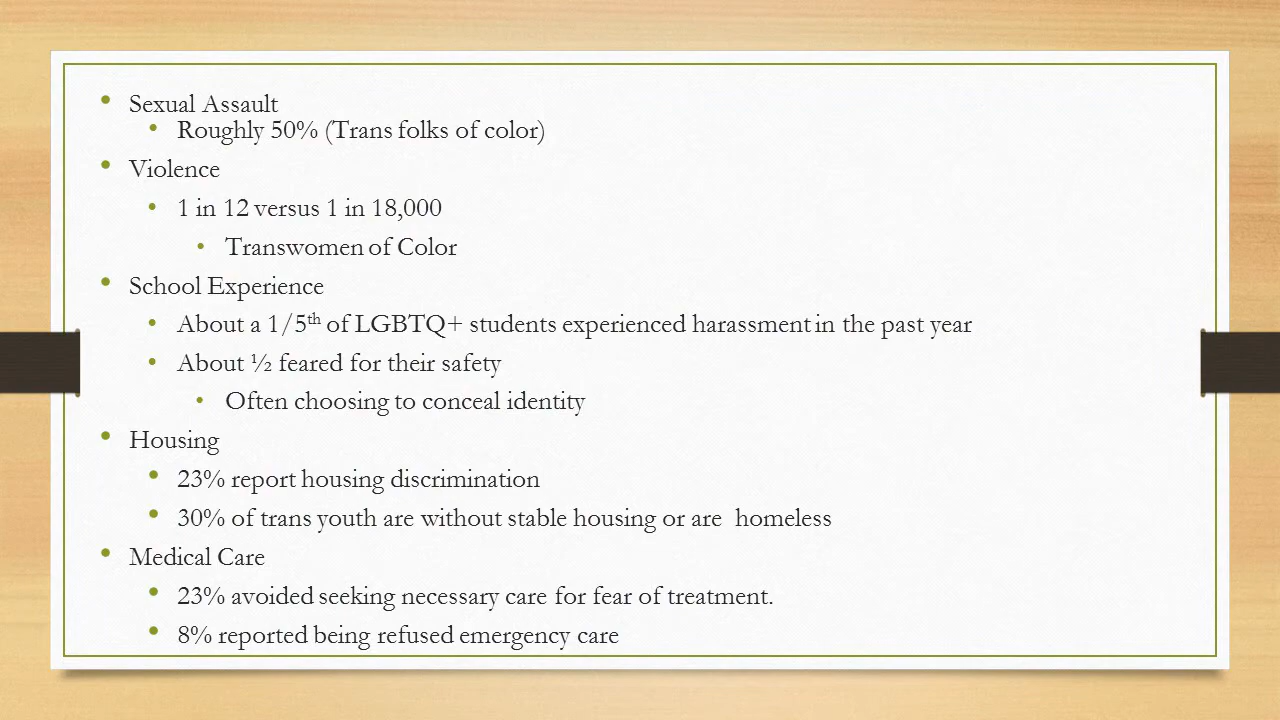 Sexual Assault
Roughly 50% (Trans folks of color)
Violence
1 in 12 versus 1 in 18,000
Transwomen of Color
School Experience
About a 1/5th of LGBTQ+ students experienced harassment in the past year
About ½ feared for their safety
Often choosing to conceal identity
Housing
23% report housing discrimination
30% of trans youth are without stable housing or are  homeless
Medical Care
23% avoided seeking necessary care for fear of treatment.
8% reported being refused emergency care